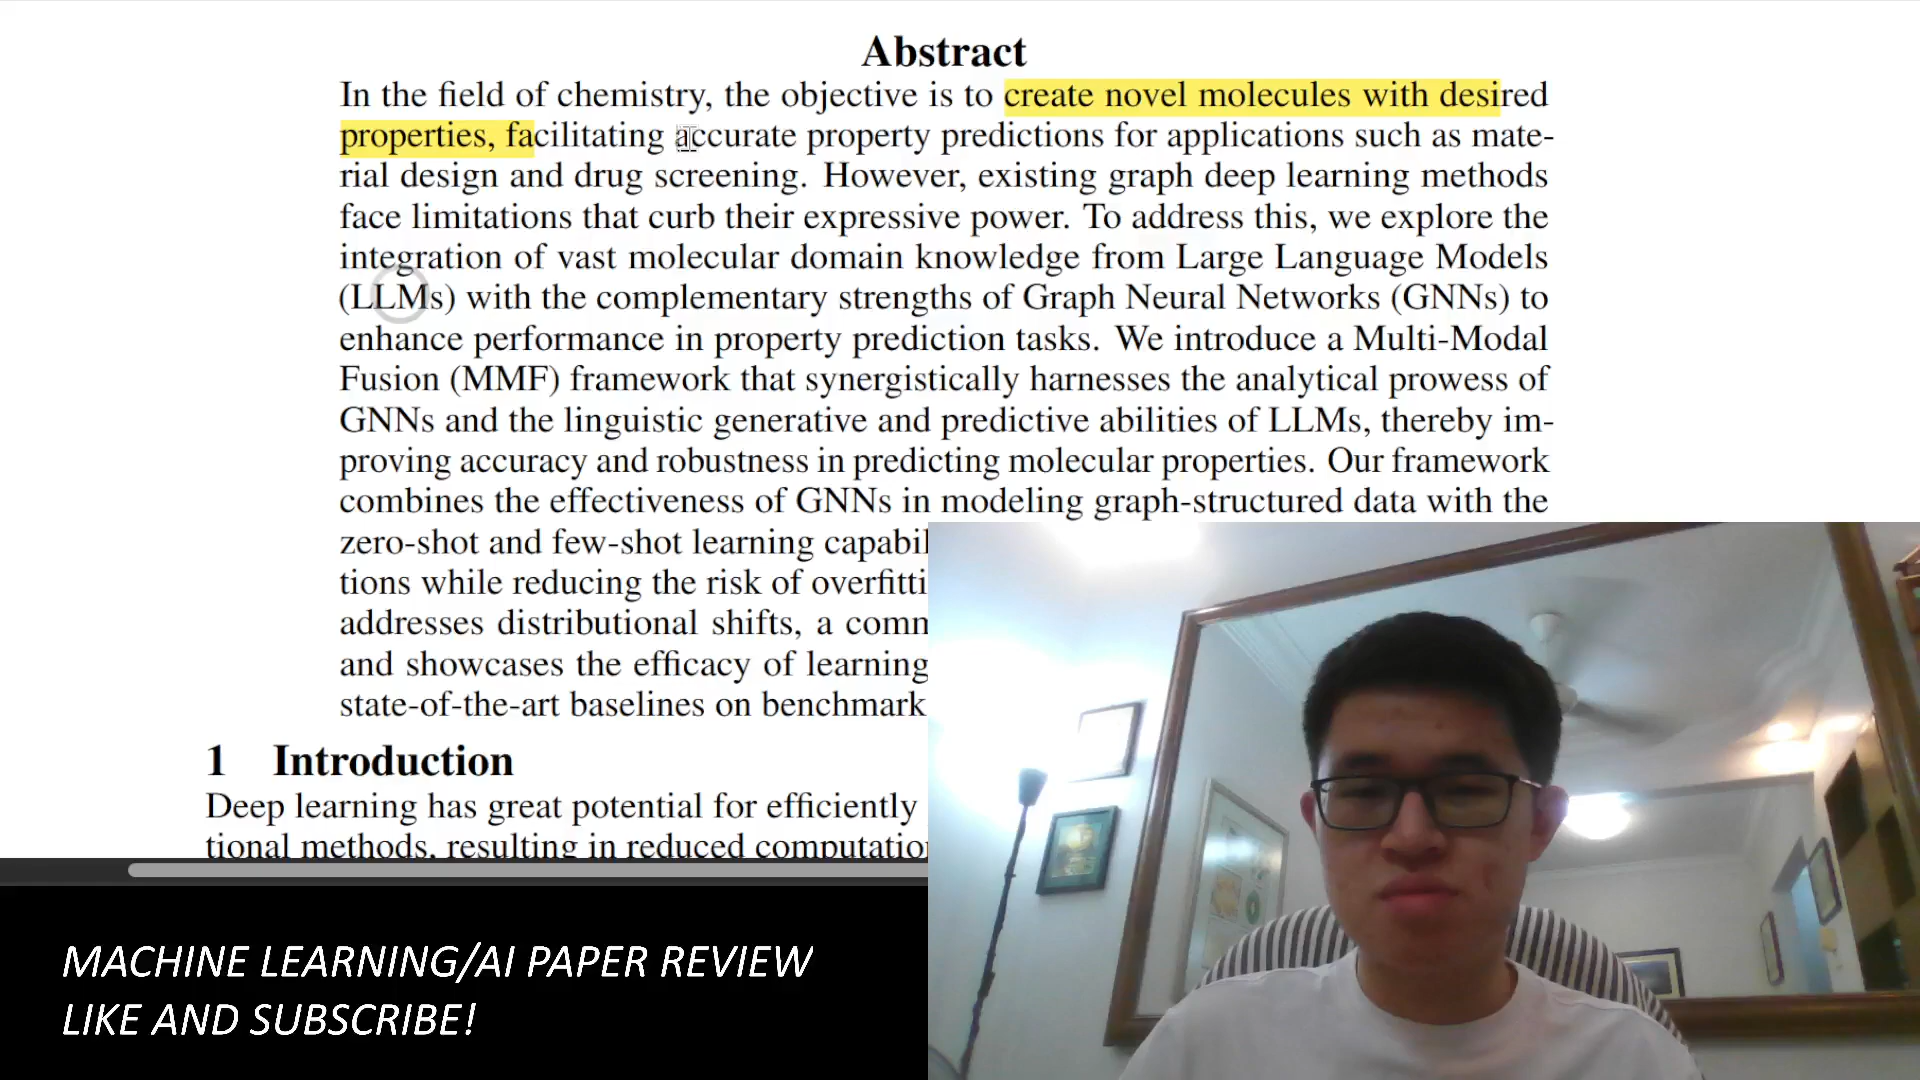 Abstract
In the field of chemistry, the objective is to create novel molecules with desired
properties, facilitating accurate property predictions for applications such as mate-
rial design and drug screening. However, existing graph deep learning methods
face limitations that curb their expressive power. To address this, we explore the
integration of vast molecular domain knowledge from Large Language Models
(LLMs) with the complementary strengths of Graph Neural Networks (GNNs) to
enhance performance in property prediction tasks. We introduce a Multi-Modal
Fusion (MMF) framework that synergistically harnesses the analytical prowess of
GNNs and the linguistic generative and predictive abilities of LLMs, thereby im-
proving accuracy and robustness in predicting molecular properties. Our framework
combines the effectiveness of GNNs in modeling graph-structured data with the
zero-shot and few-shot learning capabil
tions while reducing the risk of overfitti
addresses distributional shifts, a comm
and showcases the efficacy of learning
state-of-the-art baselines on benchmark
1 Introduction
Deep learning has great potential for efficiently
tional methods, resulting in reduced computation
MACHINE LEARNING/AI PAPER REVIEW
LIKE AND SUBSCRIBE!